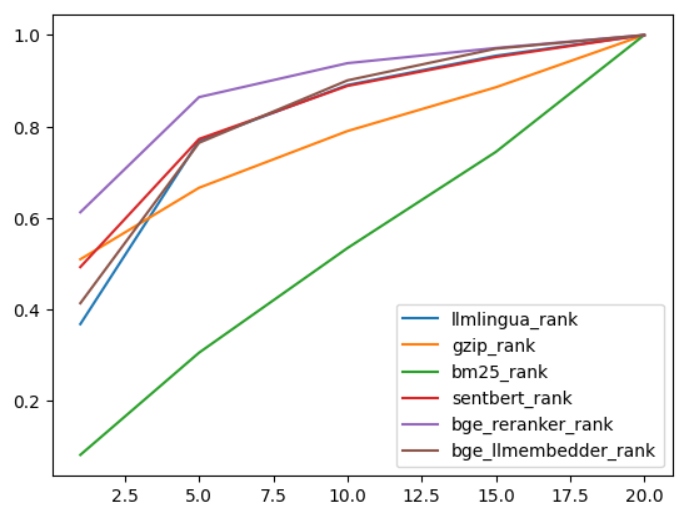 1.0
0.8
0.6
0.4
0.2
llmlingua_rank
gzip_rank
bm25_rank
sentbert_rank
bge_reranker_rank
bge_llmembedder_rank
2.5 5.0 7.5 10.0 12.5 15.0 17.5 20.0